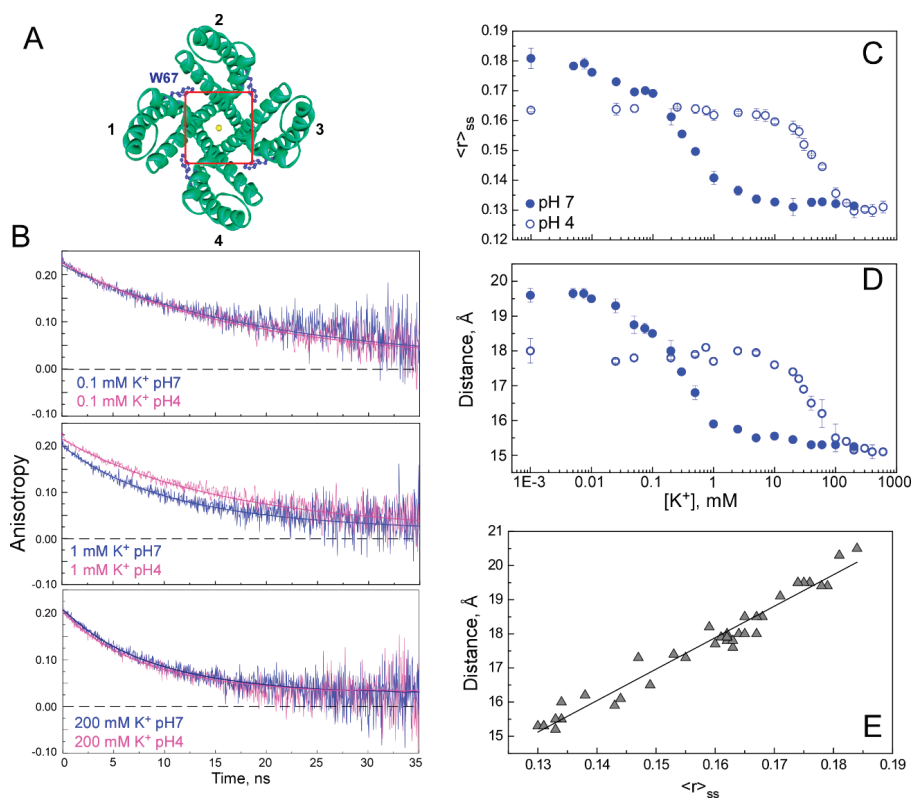 A
2
W67
1
3
4
B
0.20
0.10
0.00
-0.10
0.1 mM K⁺ pH7
0.1 mM K⁺ pH4
0.20
0.10
0.00
-0.10
1 mM K⁺ pH7
1 mM K⁺ pH4
0.20
0.10
0.00
-0.10
200 mM K⁺ pH7
200 mM K⁺ pH4
0 5 10 15 20 25 30 35
Time, ns
Anisotropy
C
0.19
0.18
0.17
0.16
0.15
0.14
0.13
0.12
<r>ss
pH 7
pH 4
D
20
19
18
17
16
15
Distance, Å
1E-3 0.01 0.1 1 10 100 1000
[K⁺], mM
E
21
20
19
18
17
16
15
Distance, Å
0.13 0.14 0.15 0.16 0.17 0.18
<r>ss